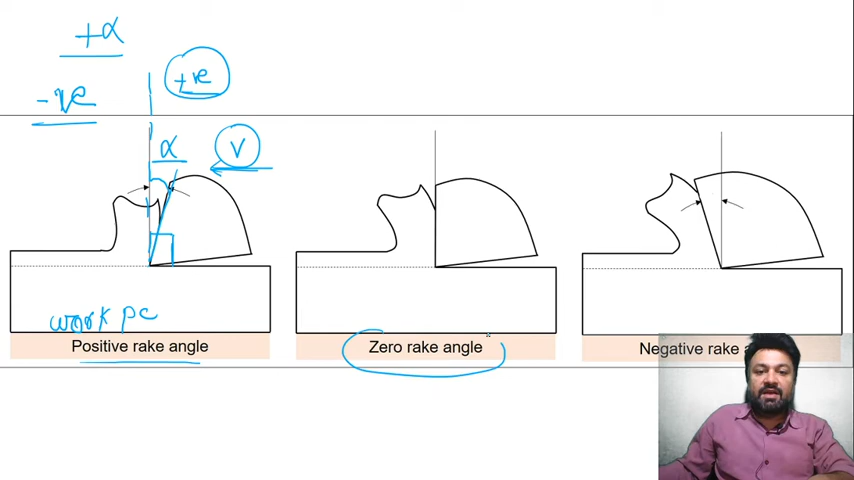 +α
+ve
-ve
α
V
work pc
Positive rake angle
Zero rake angle
Negative rake a